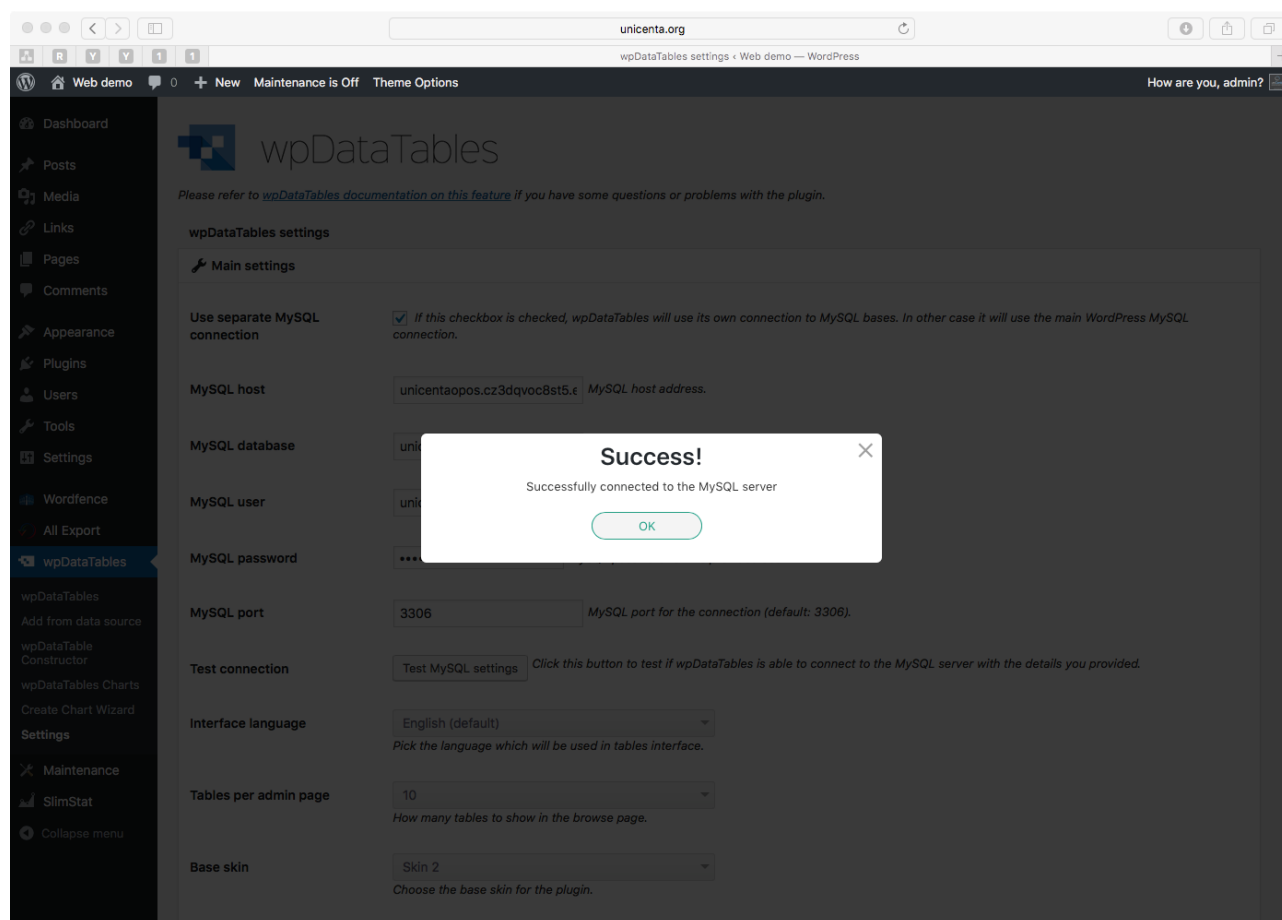 unicenta.org
R Y Y 1 1
wpDataTables settings ‹ Web demo — WordPress
Web demo 0 + New Maintenance is Off Theme Options How are you, admin?
Dashboard
Posts
Media
Links
Pages
Comments
Appearance
Plugins
Users
Tools
Settings
Wordfence
All Export
wpDataTables
wpDataTables
Add from data source
wpDataTable
Constructor
wpDataTables Charts
Create Chart Wizard
Settings
Maintenance
SlimStat
Collapse menu
wpDataTables
Please refer to wpDataTables documentation on this feature if you have some questions or problems with the plugin.
wpDataTables settings
Main settings
Use separate MySQL
connection
If this checkbox is checked, wpDataTables will use its own connection to MySQL bases. In other case it will use the main WordPress MySQL
connection.
MySQL host unicentaopos.cz3dqvoc8st5.e MySQL host address.
MySQL database
MySQL user
MySQL password
Success!
Successfully connected to the MySQL server
OK
MySQL port 3306 MySQL port for the connection (default: 3306).
Test connection Test MySQL settings Click this button to test if wpDataTables is able to connect to the MySQL server with the details you provided.
Interface language English (default)
Pick the language which will be used in tables interface.
Tables per admin page 10
How many tables to show in the browse page.
Base skin Skin 2
Choose the base skin for the plugin.